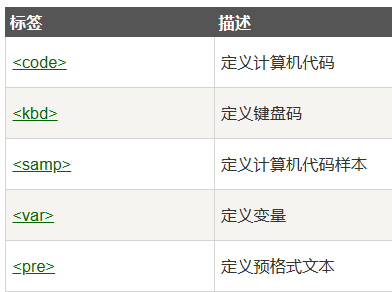 标签 描述
<code> 定义计算机代码
<kbd> 定义键盘码
<samp> 定义计算机代码样本
<var> 定义变量
<pre> 定义预格式文本